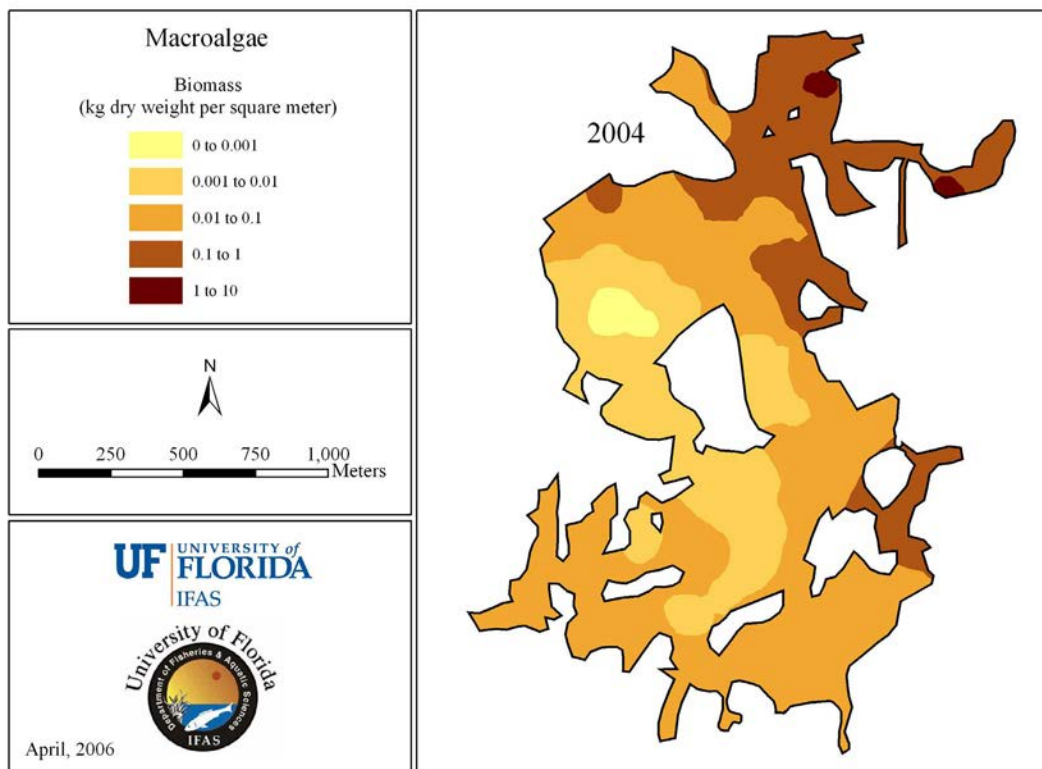 Macroalgae
Biomass
(kg dry weight per square meter)
0 to 0.001
0.001 to 0.01
0.01 to 0.1
0.1 to 1
1 to 10
N
0 250 500 750 1,000
Meters
UF UNIVERSITY of
FLORIDA
IFAS
University of Florida
Department of Fisheries & Aquatic Sciences
IFAS
April, 2006
2004